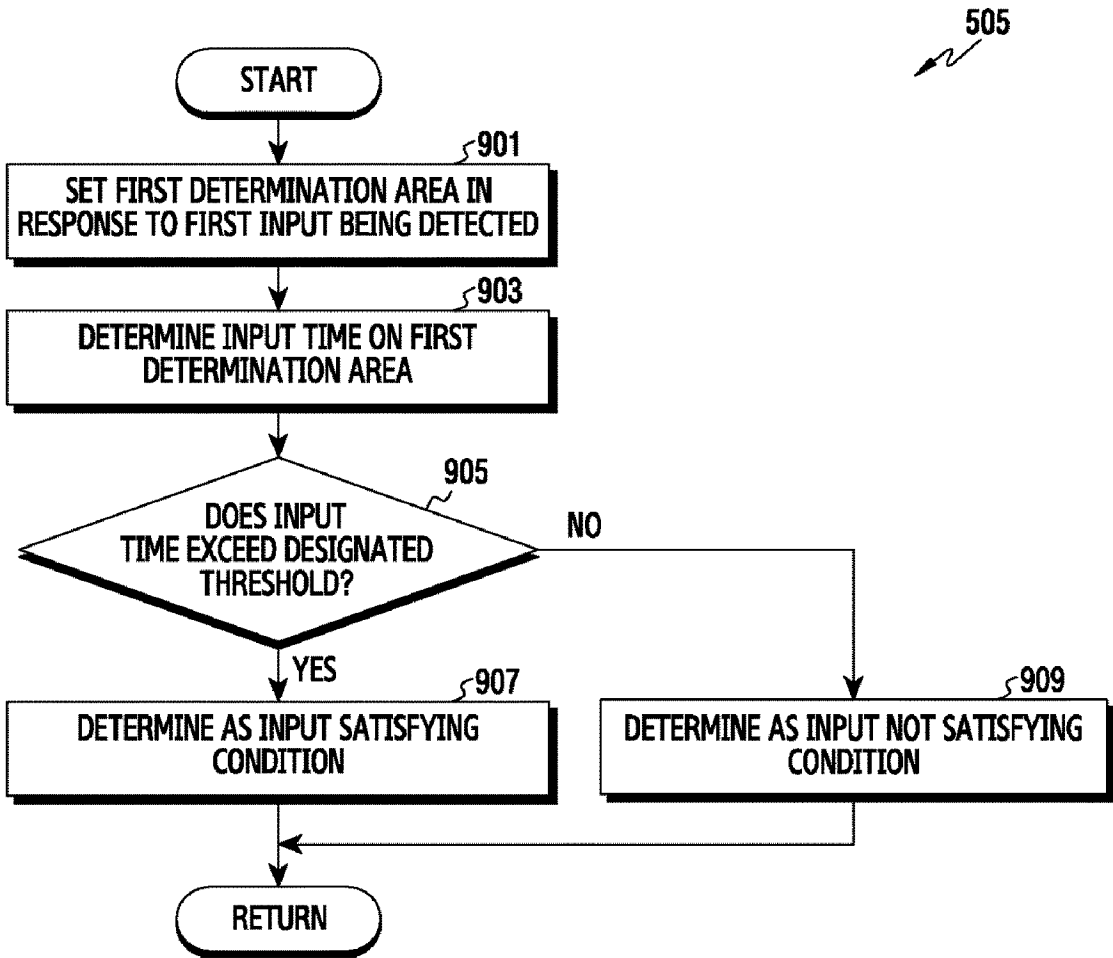 505
START
901
SET FIRST DETERMINATION AREA IN
RESPONSE TO FIRST INPUT BEING DETECTED
903
DETERMINE INPUT TIME ON FIRST
DETERMINATION AREA
905
DOES INPUT
TIME EXCEED DESIGNATED
THRESHOLD?
NO
YES
907
DETERMINE AS INPUT SATISFYING
CONDITION
909
DETERMINE AS INPUT NOT SATISFYING
CONDITION
RETURN